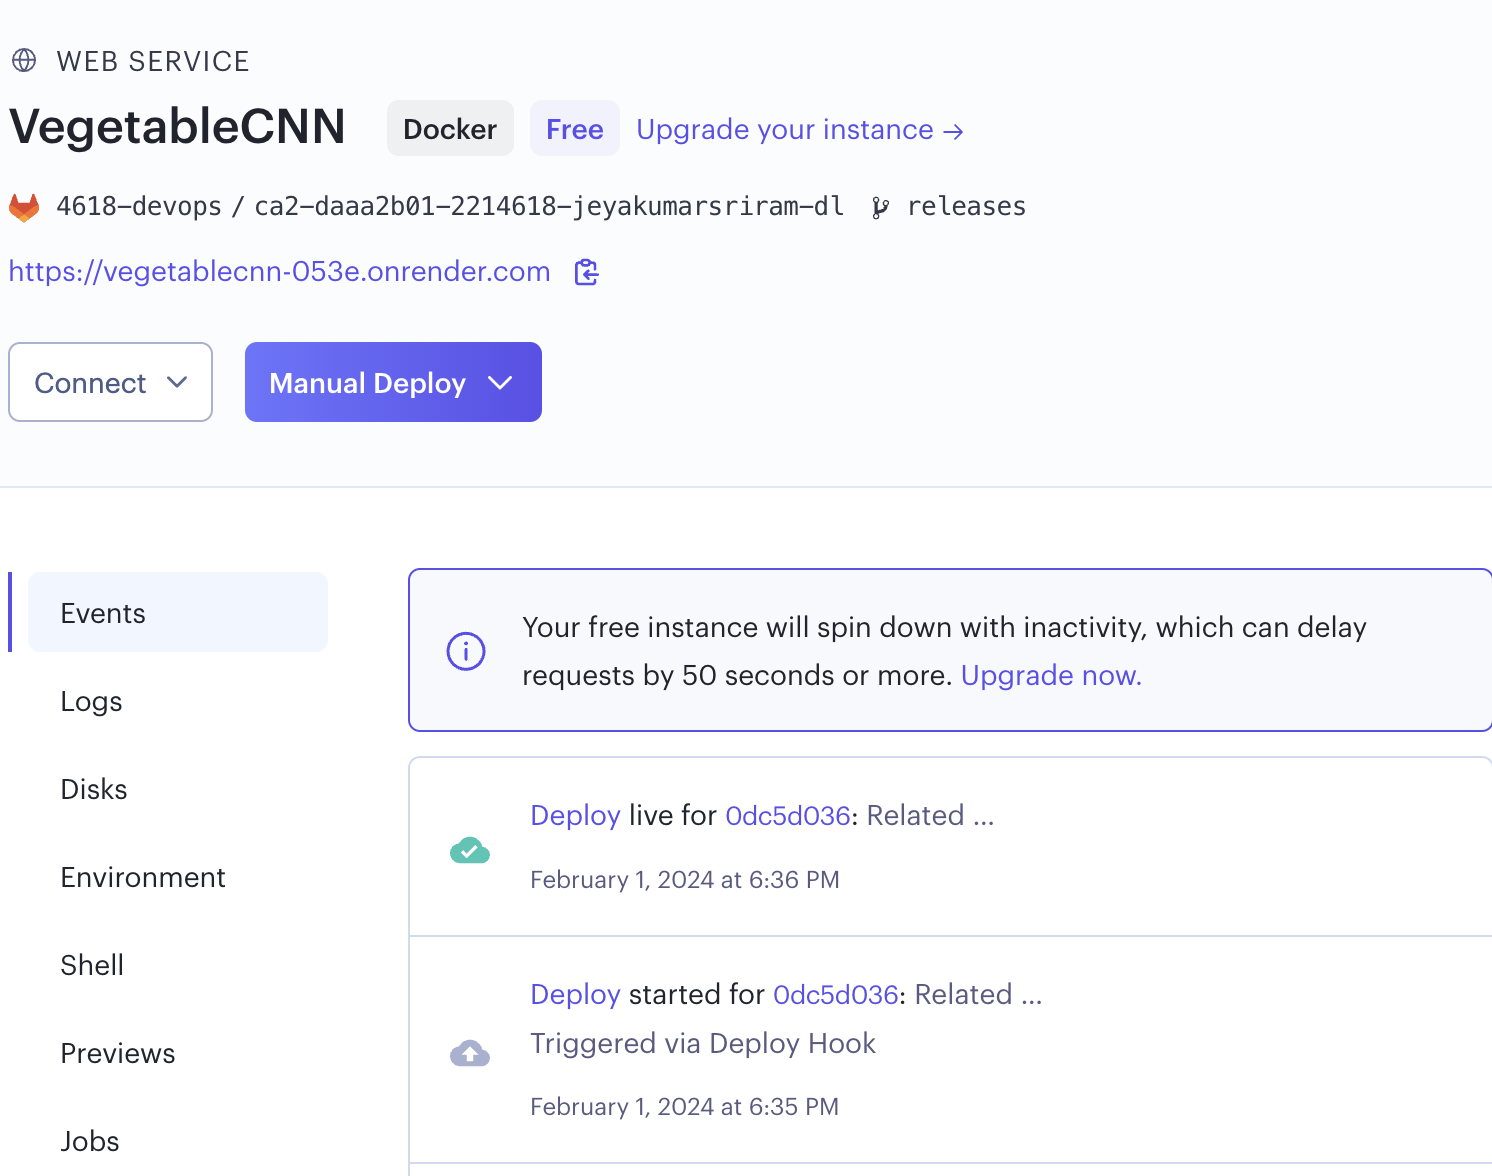 WEB SERVICE
VegetableCNN Docker Free Upgrade your instance →
4618-devops / ca2-daaa2b01-2214618-jeyakumarsriram-dl releases
https://vegetablecnn-053e.onrender.com
Connect Manual Deploy
Events
Logs
Disks
Environment
Shell
Previews
Jobs
Your free instance will spin down with inactivity, which can delay
requests by 50 seconds or more. Upgrade now.
Deploy live for 0dc5d036: Related ...
February 1, 2024 at 6:36 PM
Deploy started for 0dc5d036: Related ...
Triggered via Deploy Hook
February 1, 2024 at 6:35 PM